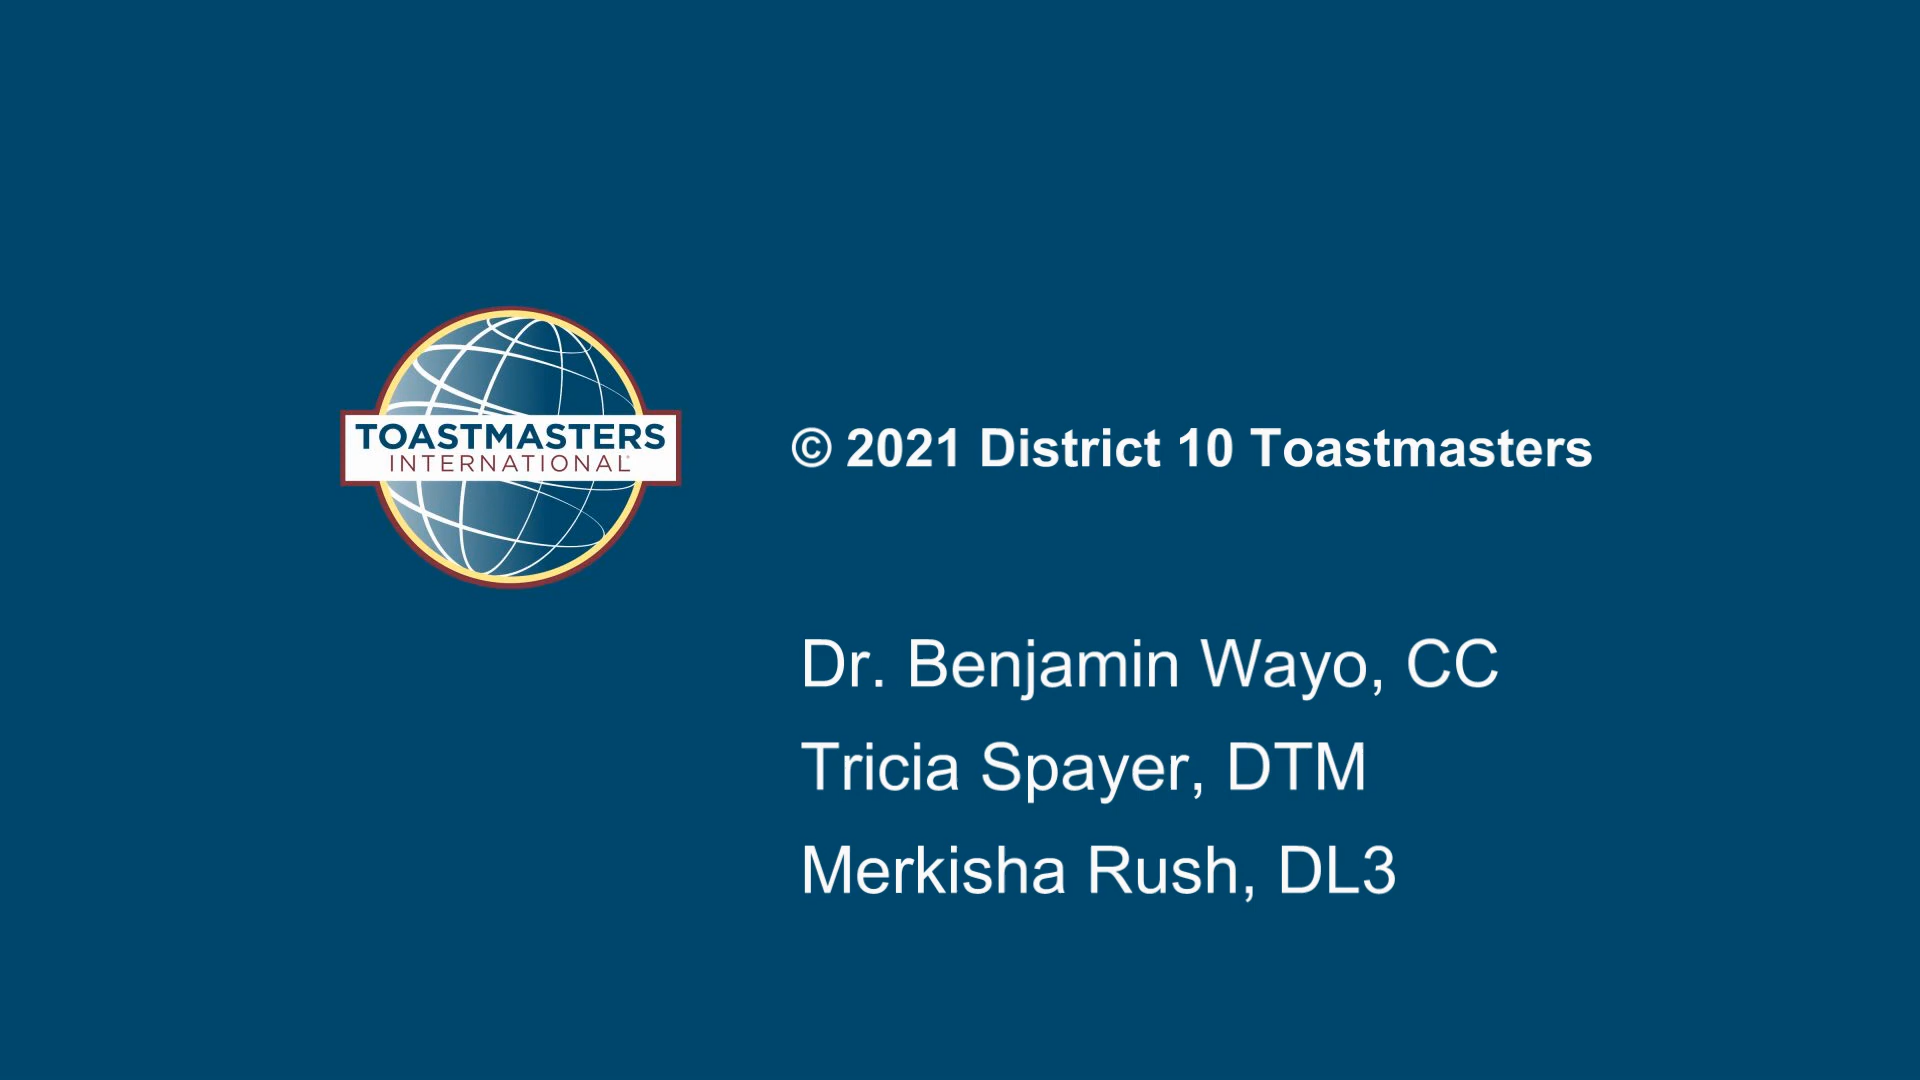 TOASTMASTERS
INTERNATIONAL
© 2021 District 10 Toastmasters
Dr. Benjamin Wayo, CC
Tricia Spayer, DTM
Merkisha Rush, DL3